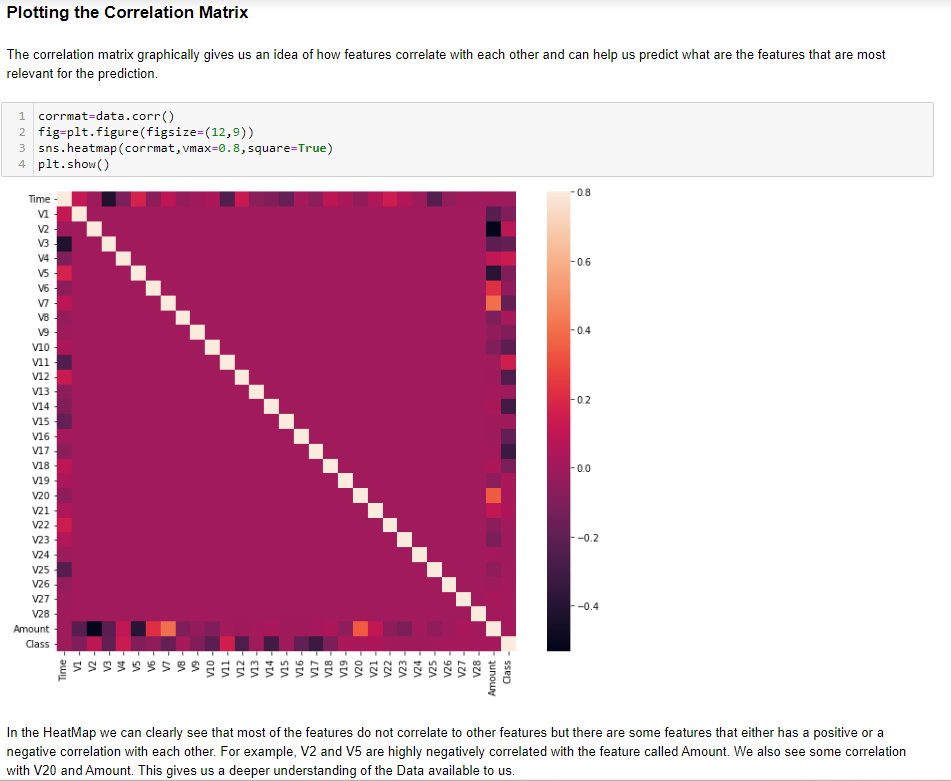 Plotting the Correlation Matrix
The correlation matrix graphically gives us an idea of how features correlate with each other and can help us predict what are the features that are most
relevant for the prediction.
1 corrmat=data.corr()
2 fig=plt.figure(figsize=(12,9))
3 sns.heatmap(corrmat,vmax=0.8,square=True)
4 plt.show()
Time
V1
V2
V3
V4
V5
V6
V7
V8
V9
V10
V11
V12
V13
V14
V15
V16
V17
V18
V19
V20
V21
V22
V23
V24
V25
V26
V27
V28
Amount
Class
Time V1 V2 V3 V4 V5 V6 V7 V8 V9 V10 V11 V12 V13 V14 V15 V16 V17 V18 V19 V20 V21 V22 V23 V24 V25 V26 V27 V28 Amount Class
0.8
0.6
0.4
0.2
0.0
-0.2
-0.4
In the HeatMap we can clearly see that most of the features do not correlate to other features but there are some features that either has a positive or a
negative correlation with each other. For example, V2 and V5 are highly negatively correlated with the feature called Amount. We also see some correlation
with V20 and Amount. This gives us a deeper understanding of the Data available to us.